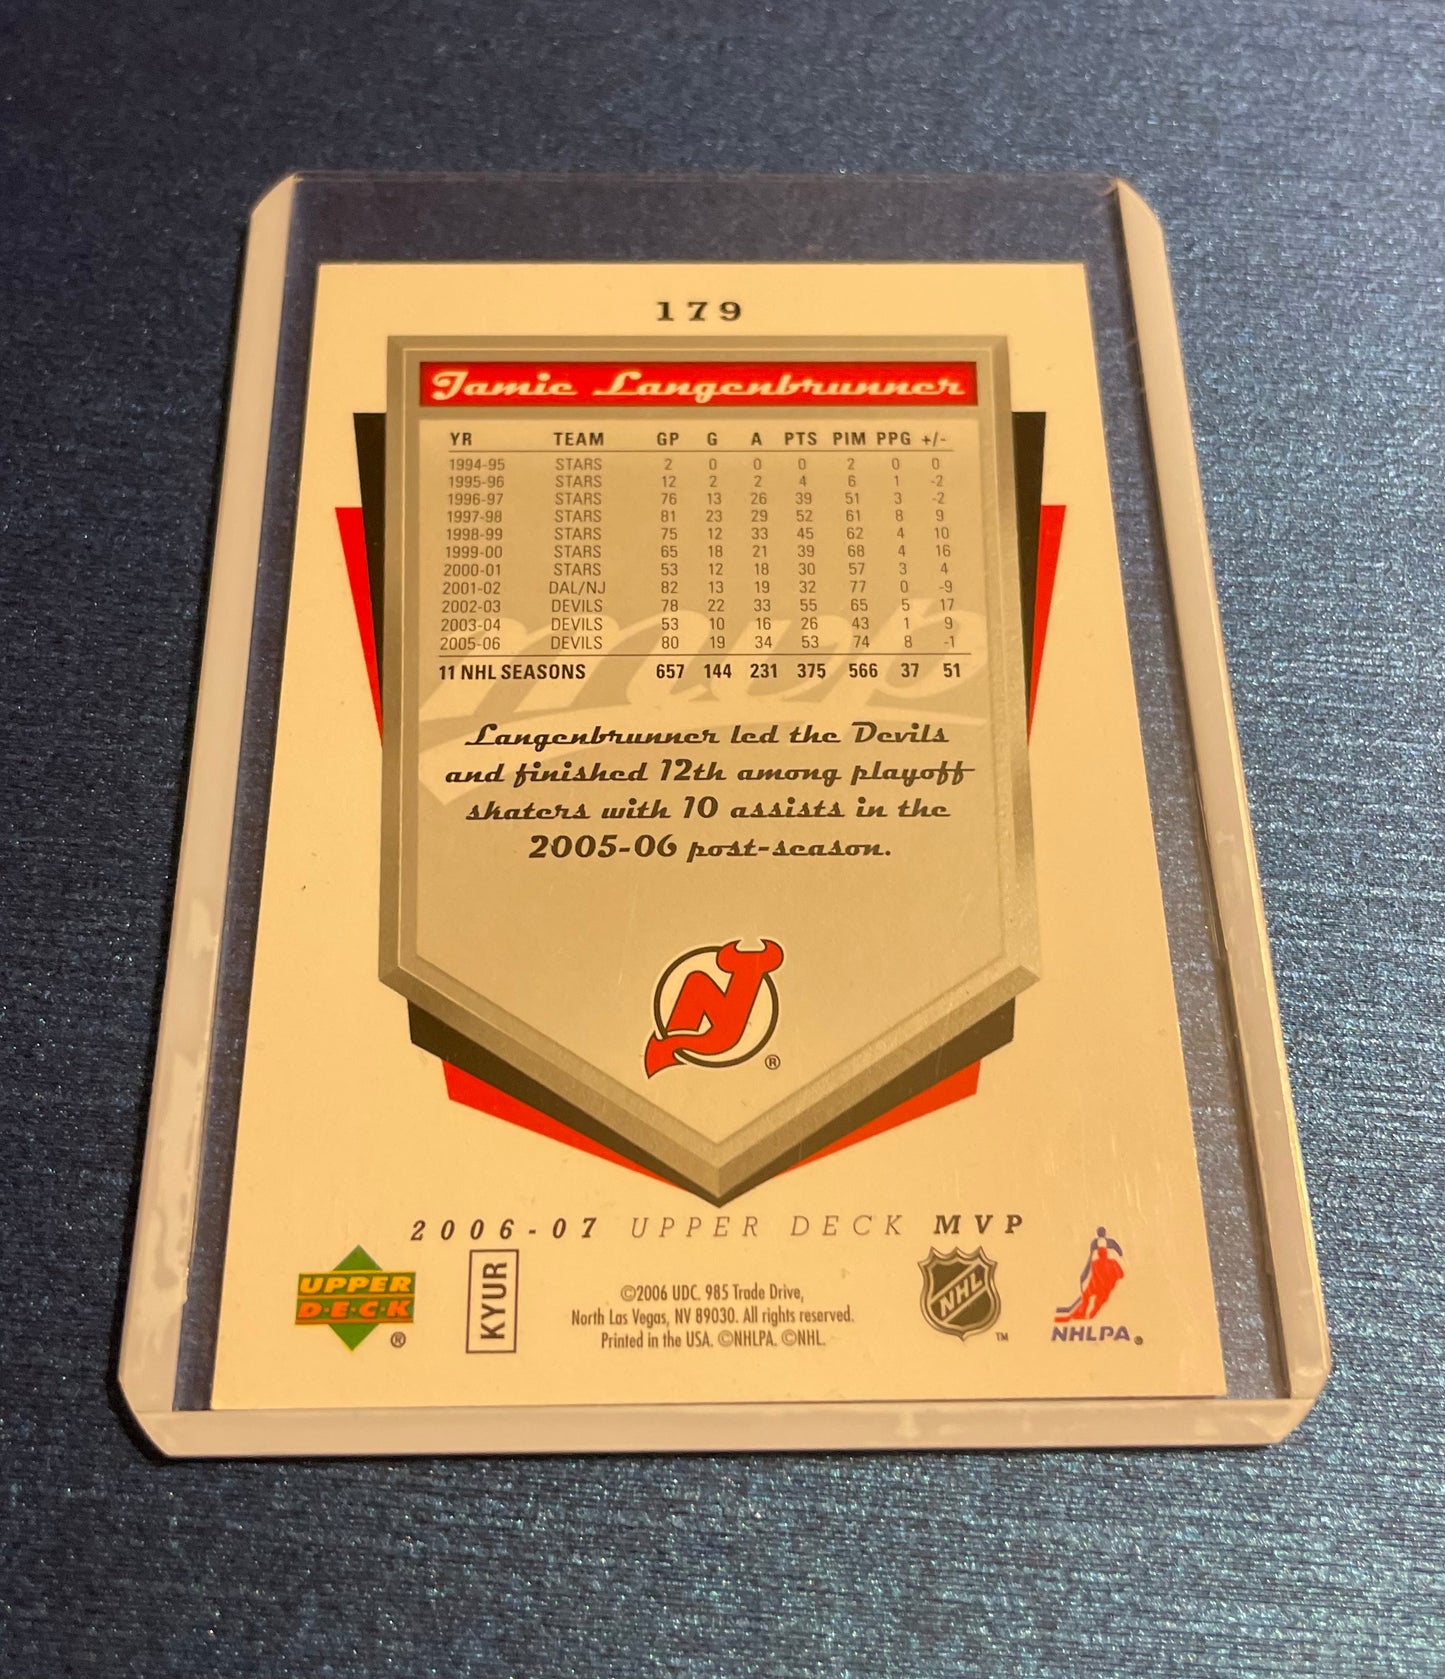 179
Jamie Langenbrunner
YR TEAM GP G A PTS PIM PPG +/-
1994-95 STARS 2 0 0 0 2 0 0
1995-96 STARS 12 2 2 4 6 1 -2
1996-97 STARS 76 13 26 39 51 3 -2
1997-98 STARS 81 23 29 52 61 8 9
1998-99 STARS 75 12 33 45 62 4 10
1999-00 STARS 65 18 21 39 68 4 16
2000-01 STARS 53 12 18 30 57 3 4
2001-02 DAL/NJ 82 13 19 32 77 0 -9
2002-03 DEVILS 78 22 33 55 65 5 17
2003-04 DEVILS 53 10 16 26 43 1 9
2005-06 DEVILS 80 19 34 53 74 8 -1
11 NHL SEASONS 657 144 231 375 566 37 51
mvp
Langenbrunner led the Devils
and finished 12th among playoff
skaters with 10 assists in the
2005-06 post-season.
NJ ®
2006-07 UPPER DECK MVP
UPPER
D·E·C·K ®
KYUR
©2006 UDC. 985 Trade Drive,
North Las Vegas, NV 89030. All rights reserved.
Printed in the USA. ©NHLPA. ©NHL.
NHL TM
NHLPA®